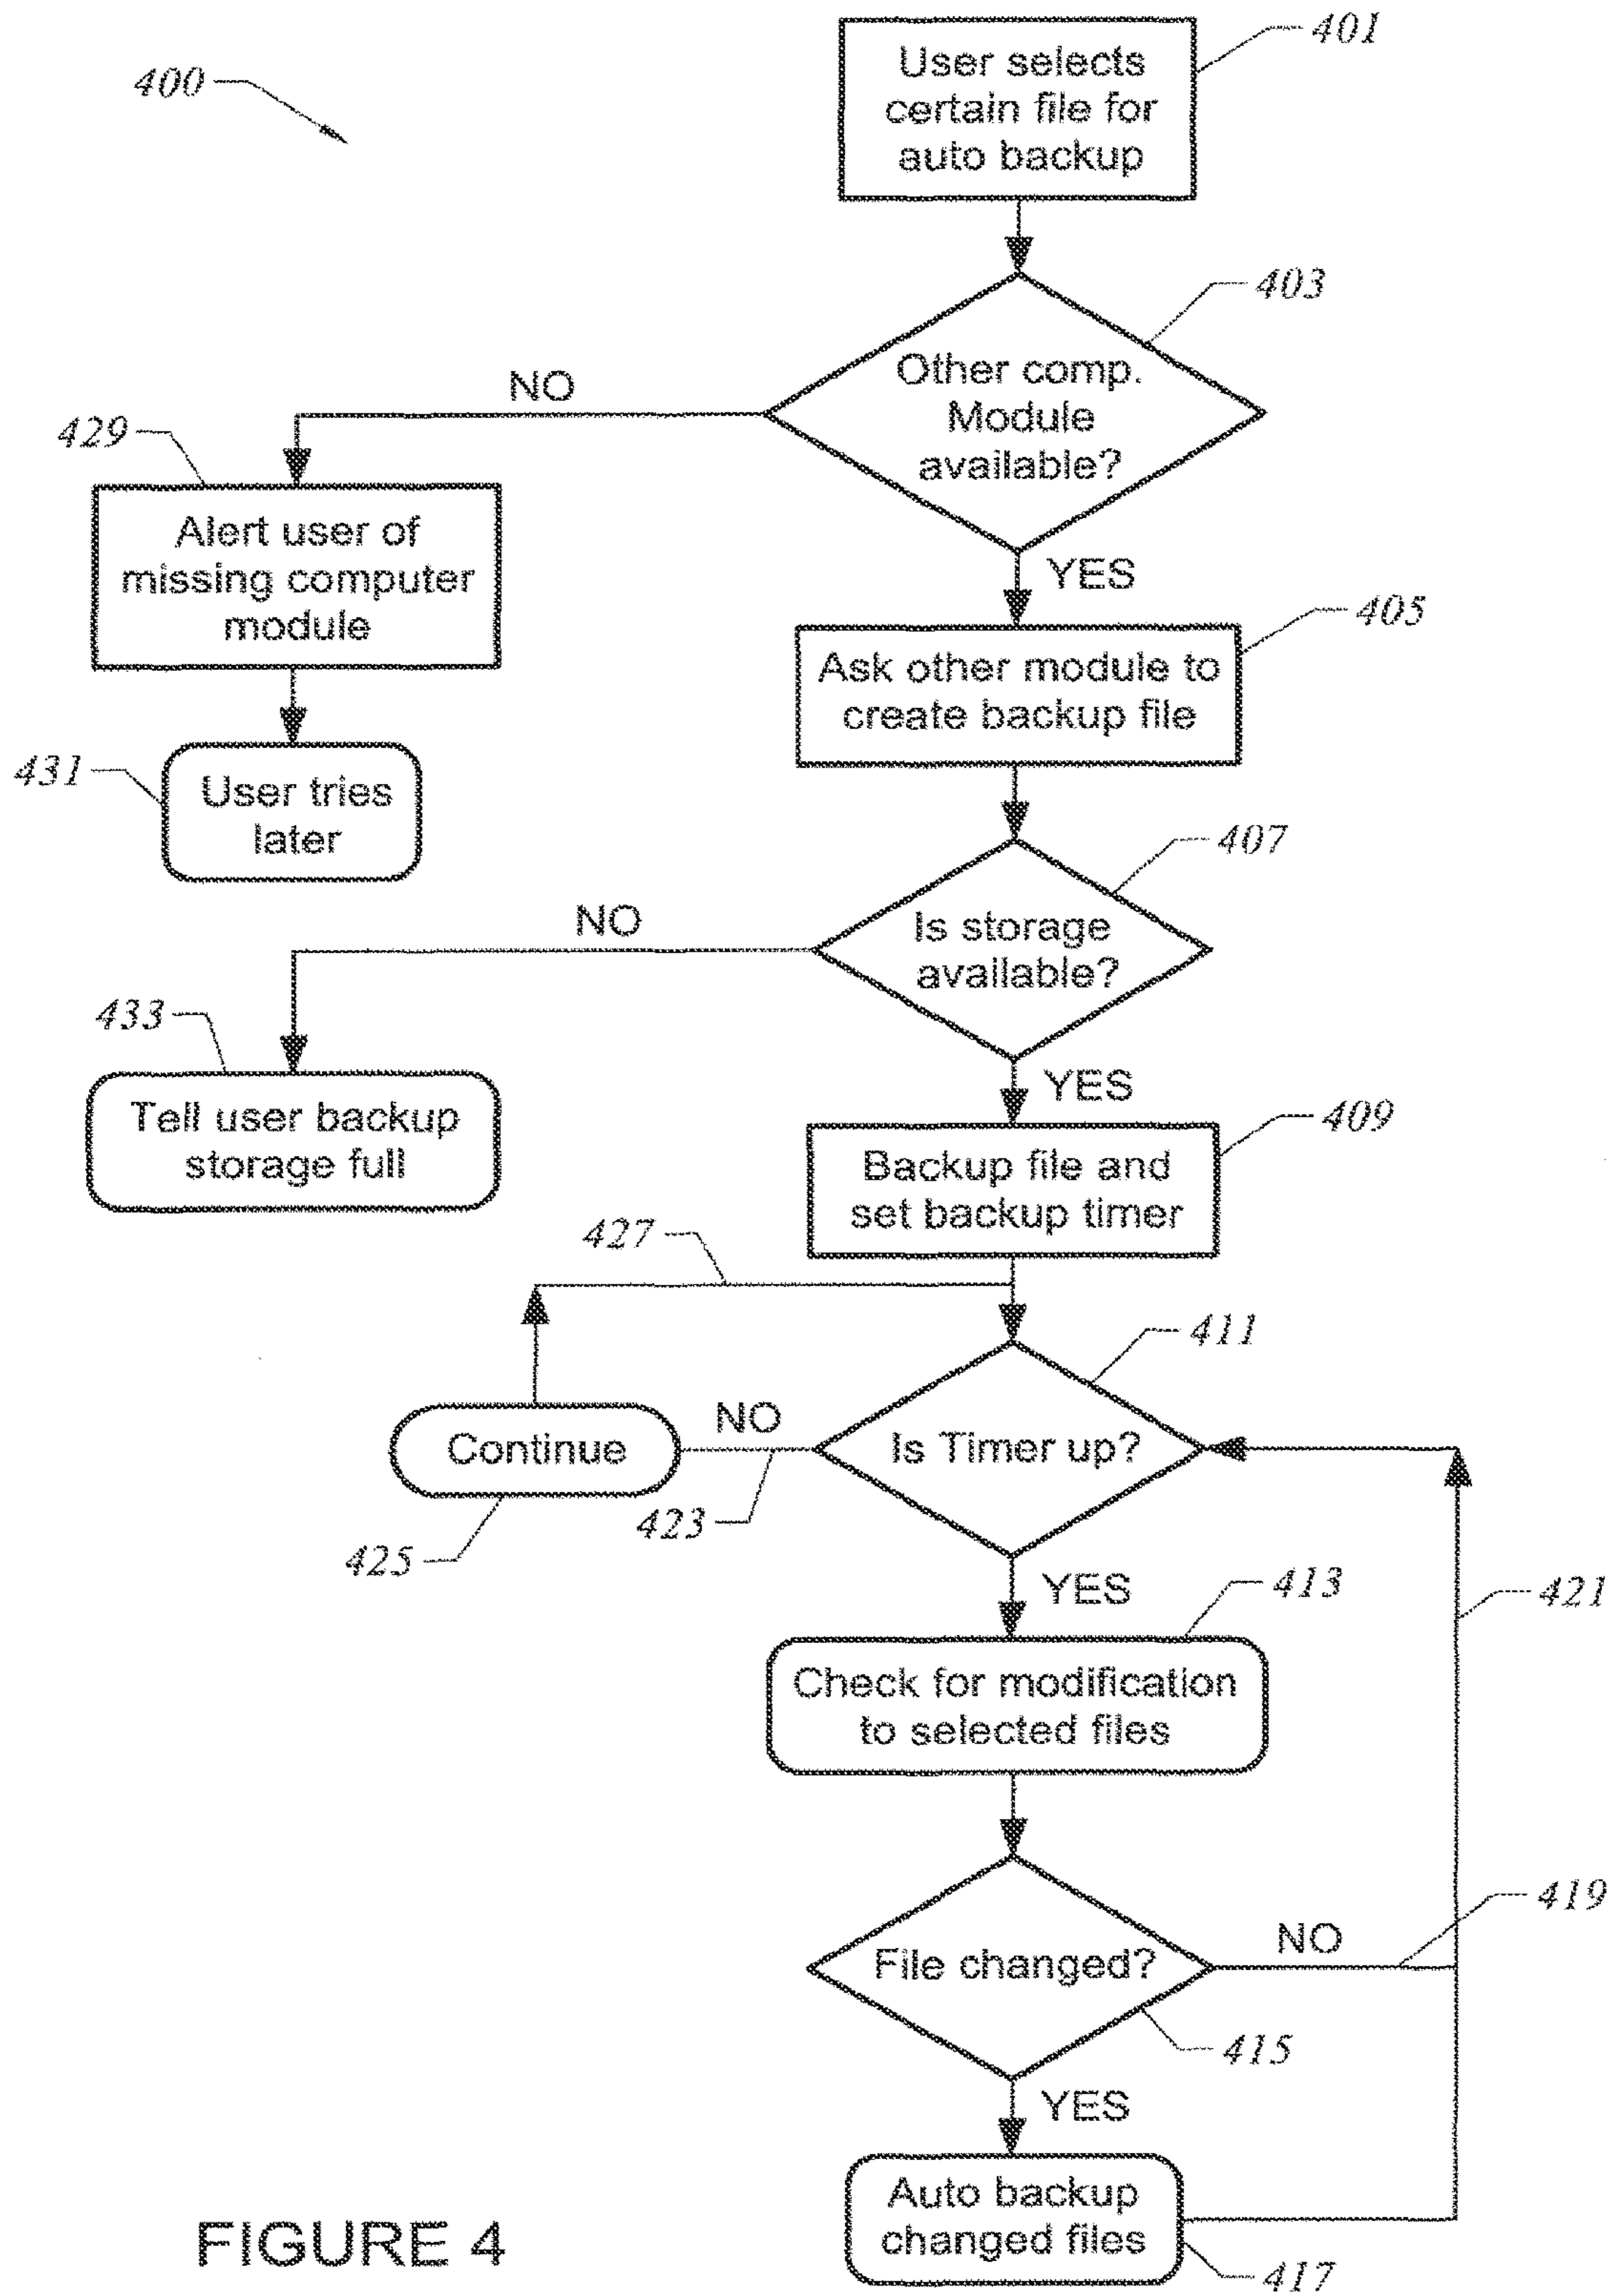 400
401
User selects
certain file for
auto backup
403
Other comp.
Module
available?
NO
YES
429
Alert user of
missing computer
module
405
Ask other module to
create backup file
431
User tries
later
407
Is storage
available?
NO
YES
433
Tell user backup
storage full
409
Backup file and
set backup timer
427
411
Is Timer up?
NO
Continue
423
425
YES
413
Check for modification
to selected files
421
419
File changed?
NO
415
YES
Auto backup
changed files
417
FIGURE 4